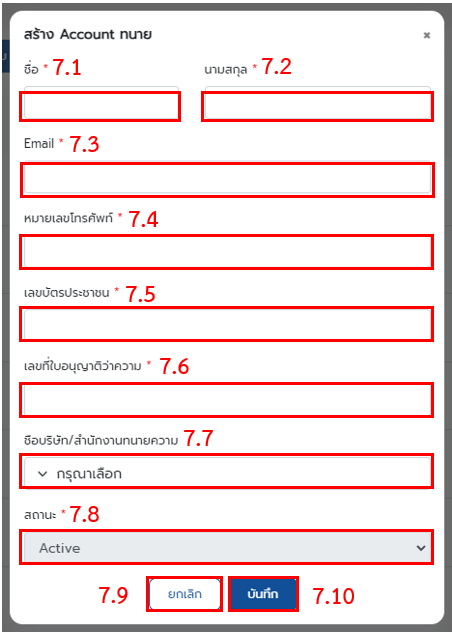 สร้าง Account ทนาย ×
ชื่อ * 7.1 นามสกุล * 7.2
Email * 7.3
หมายเลขโทรศัพท์ * 7.4
เลขบัตรประชาชน * 7.5
เลขที่ใบอนุญาติว่าความ * 7.6
ชื่อบริษัท/สำนักงานทนายความ 7.7
กรุณาเลือก
สถานะ * 7.8
Active
7.9 ยกเลิก บันทึก 7.10